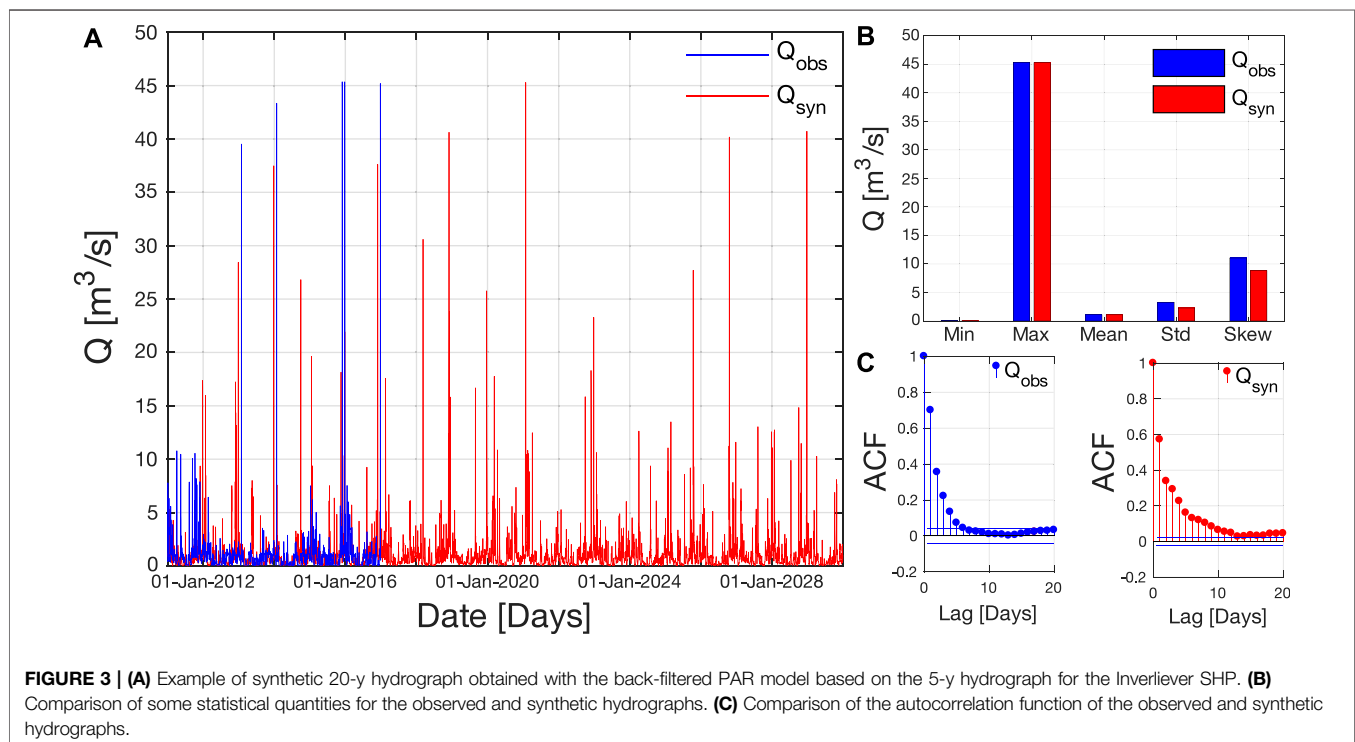 A
Q [m³/s]
50
45
40
35
30
25
20
15
10
5
0
Q_obs
Q_syn
01-Jan-2012 01-Jan-2016 01-Jan-2020 01-Jan-2024 01-Jan-2028
Date [Days]
B
Q [m³/s]
50
45
40
35
30
25
20
15
10
5
0
Q_obs
Q_syn
Min Max Mean Std Skew
C
ACF
1
0.8
0.6
0.4
0.2
0
-0.2
Q_obs
0 10 20
Lag [Days]
ACF
1
0.8
0.6
0.4
0.2
0
-0.2
Q_syn
0 10 20
Lag [Days]
FIGURE 3 | (A) Example of synthetic 20-y hydrograph obtained with the back-filtered PAR model based on the 5-y hydrograph for the Inverliever SHP. (B)
Comparison of some statistical quantities for the observed and synthetic hydrographs. (C) Comparison of the autocorrelation function of the observed and synthetic
hydrographs.